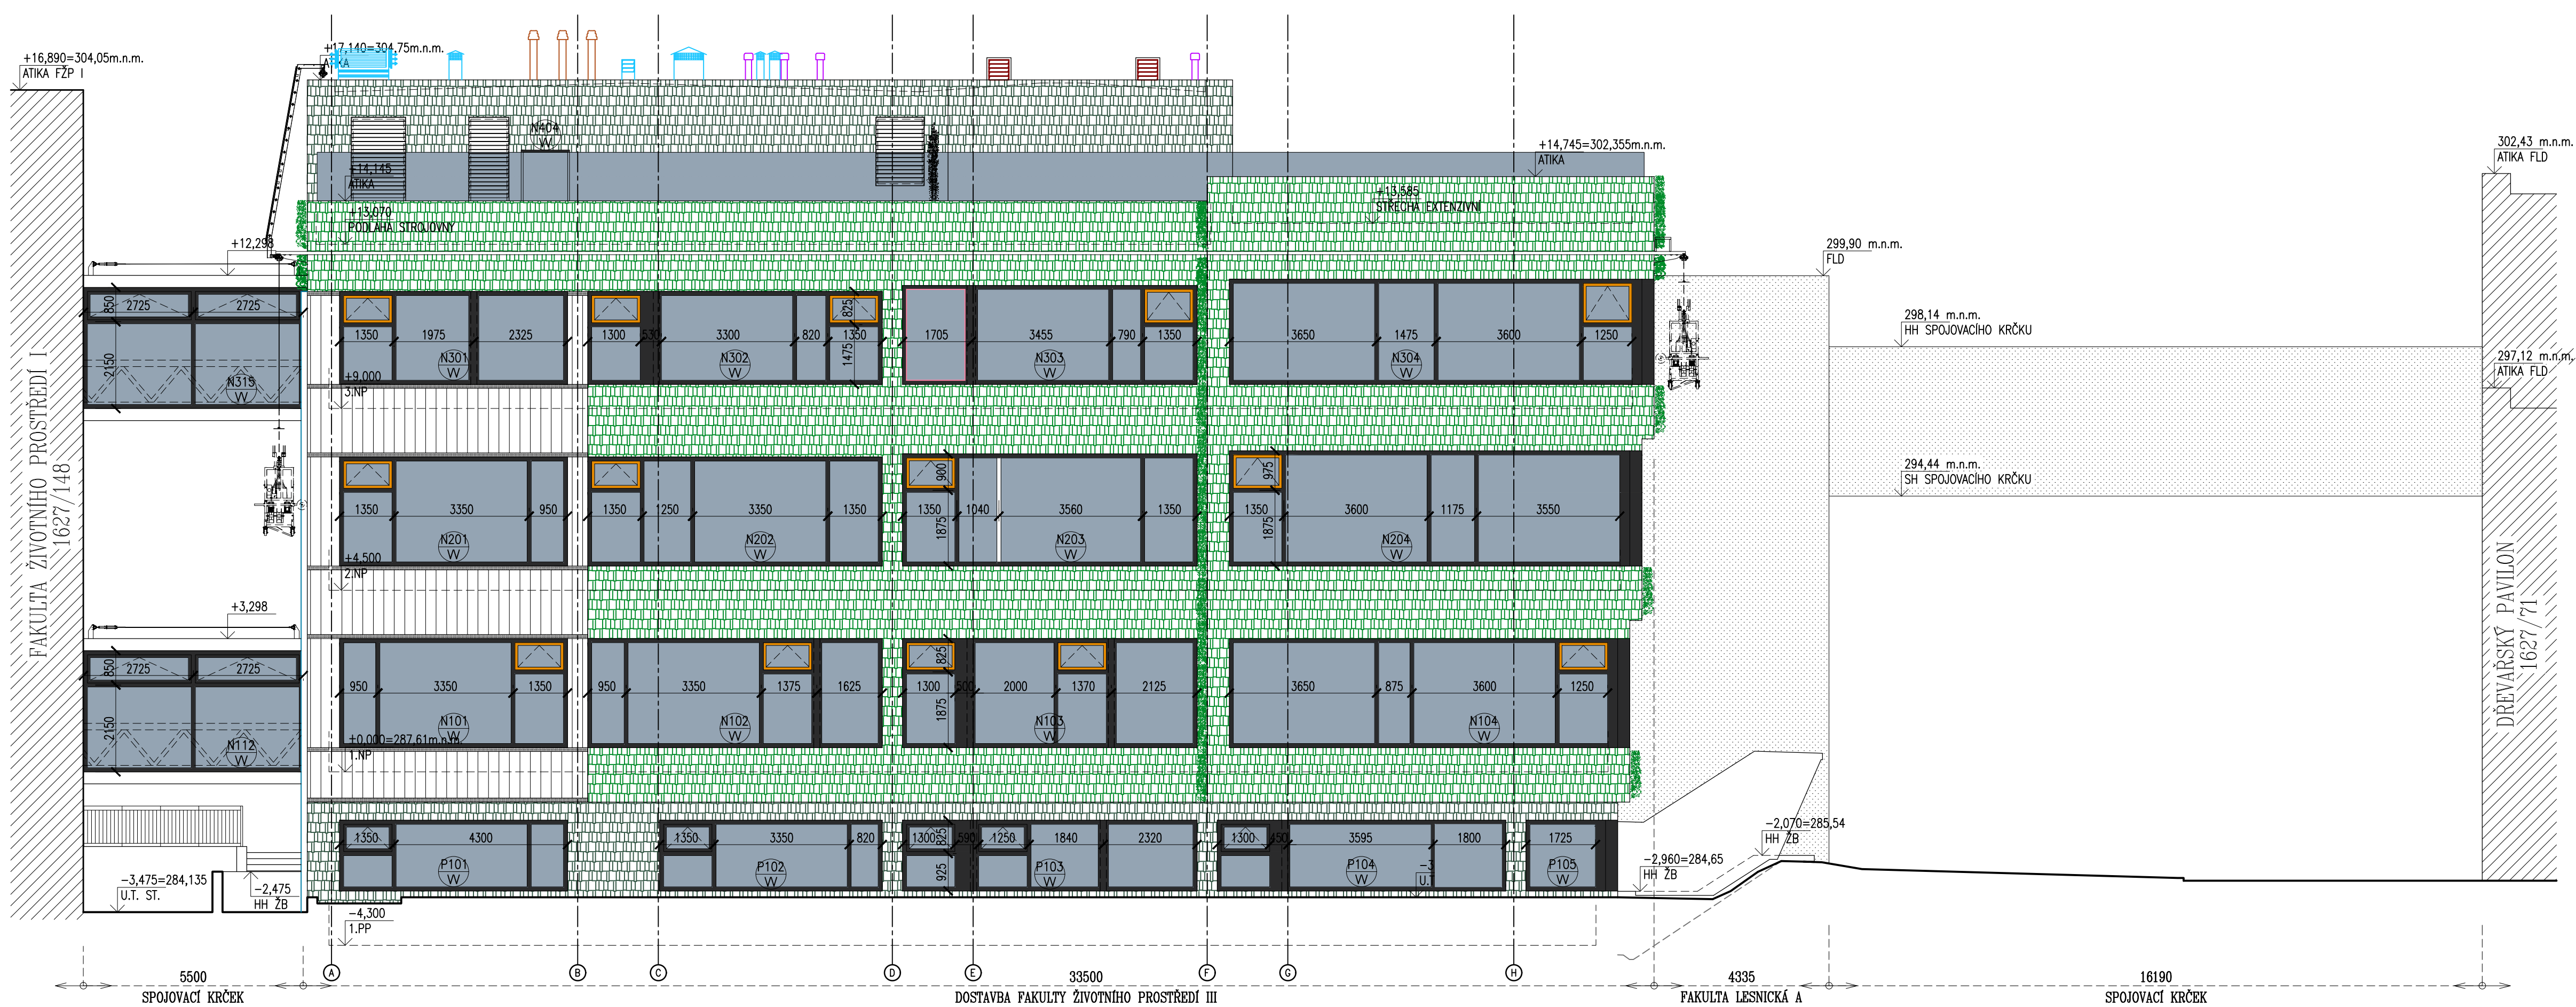 +16,890=304,05m.n.m.
ATIKA FŽP I
+17,140=304,75m.n.m.
N404
W
+14,145
ATIKA
+13,070
PODLAHA STROJOVNY
+12,298
+14,745=302,355m.n.m.
ATIKA
+13,585
STŘECHA EXTENZIVNÍ
302,43 m.n.m.
ATIKA FLD
299,90 m.n.m.
FLD
298,14 m.n.m.
HH SPOJOVACÍHO KRČKU
297,12 m.n.m.
ATIKA FLD
294,44 m.n.m.
SH SPOJOVACÍHO KRČKU
FAKULTA ŽIVOTNÍHO PROSTŘEDÍ I
1627/148
DŘEVAŘSKÝ PAVILON
1627/71
850
2725
2725
2150
N315
W
1350
1975
2325
N301
W
1300
530
3300
820
1350
825
1475
N302
W
1705
3455
790
1350
N303
W
3650
1475
3600
1250
N304
W
+9,000
3.NP
1350
3350
950
N201
W
1350
1250
3350
1350
N202
W
900
1350
1040
3560
1350
1875
N203
W
975
1350
3600
1175
3550
1875
N204
W
+4,500
2.NP
+3,298
850
2725
2725
2150
N112
W
950
3350
1350
N101
W
950
3350
1375
1625
N102
W
825
1300
500
2000
1370
2125
1875
N103
W
3650
875
3600
1250
N104
W
+0,000=287,61m.n.m.
1.NP
1350
4300
P101
W
1350
3350
820
P102
W
1300
825
590
1250
1840
2320
925
P103
W
1300
450
3595
1800
P104
W
1725
P105
W
-3,475=284,135
U.T. ST.
-2,475
HH ŽB
-4,300
1.PP
-2,960=284,65
HH ŽB
-2,070=285,54
HH ŽB
A
B
C
D
E
F
G
H
5500
33500
4335
16190
SPOJOVACÍ KRČEK
DOSTAVBA FAKULTY ŽIVOTNÍHO PROSTŘEDÍ III
FAKULTA LESNICKÁ A
SPOJOVACÍ KRČEK